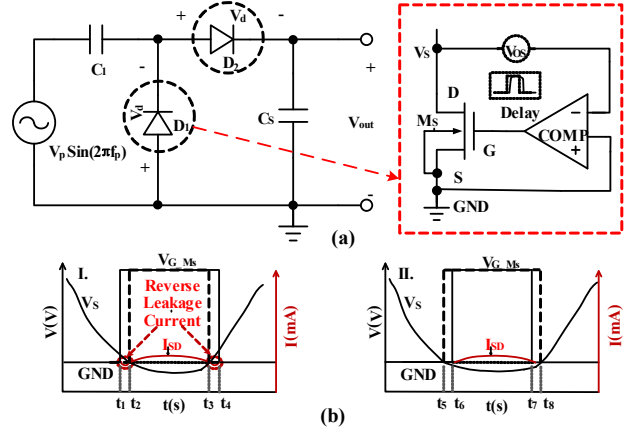 + Vd -
C1 D2
- +
Vd D1 CS Vout
Vp Sin(2πfp) + -
(a)
VS VOS
D Delay
MS G COMP
- +
S
GND
I. VG_Ms
VS Reverse
Leakage
Current
ISD
GND
V(V) I(mA)
t1 t2 t(s) t3 t4
II. VG_Ms
VS
ISD
GND
V(V) I(mA)
t5 t6 t(s) t7 t8
(b)